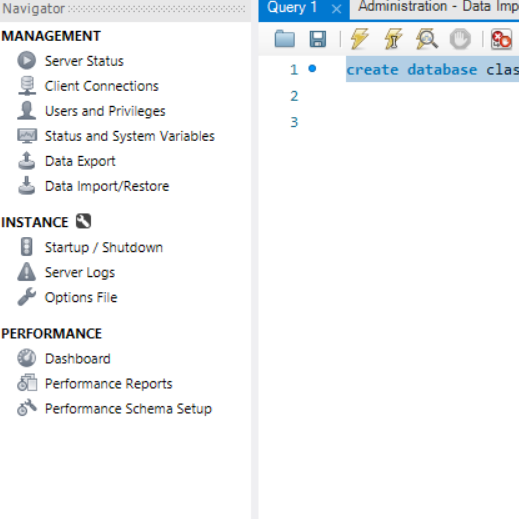 Navigator
MANAGEMENT
Server Status
Client Connections
Users and Privileges
Status and System Variables
Data Export
Data Import/Restore
INSTANCE
Startup / Shutdown
Server Logs
Options File
PERFORMANCE
Dashboard
Performance Reports
Performance Schema Setup
Query 1
Administration - Data Imp
1 create database clas
2
3